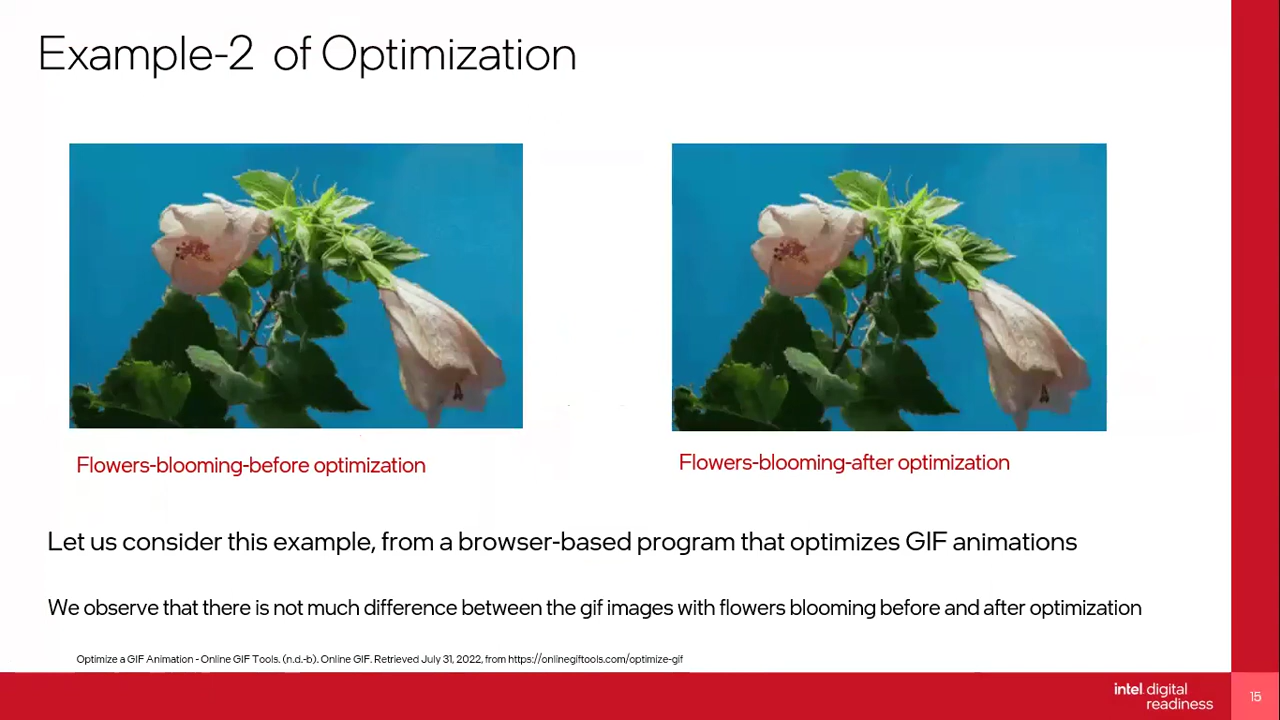 Example-2 of Optimization
Flowers-blooming-before optimization
Flowers-blooming-after optimization
Let us consider this example, from a browser-based program that optimizes GIF animations
We observe that there is not much difference between the gif images with flowers blooming before and after optimization
Optimize a GIF Animation - Online GIF Tools. (n.d.-b). Online GIF. Retrieved July 31, 2022, from https://onlinegiftools.com/optimize-gif
intel. digital
readiness
15